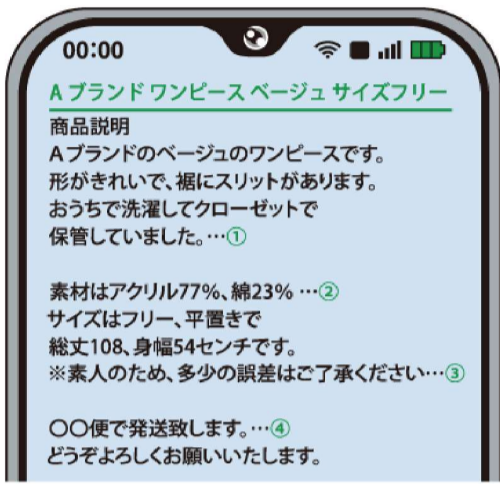 00:00
A ブランド ワンピース ベージュ サイズフリー
商品説明
Aブランドのベージュのワンピースです。
形がきれいで、裾にスリットがあります。
おうちで洗濯してクローゼットで
保管していました。…①
素材はアクリル77%、綿23% …②
サイズはフリー、平置きで
総丈108、身幅54センチです。
※素人のため、多少の誤差はご了承ください…③
〇〇便で発送致します。…④
どうぞよろしくお願いいたします。